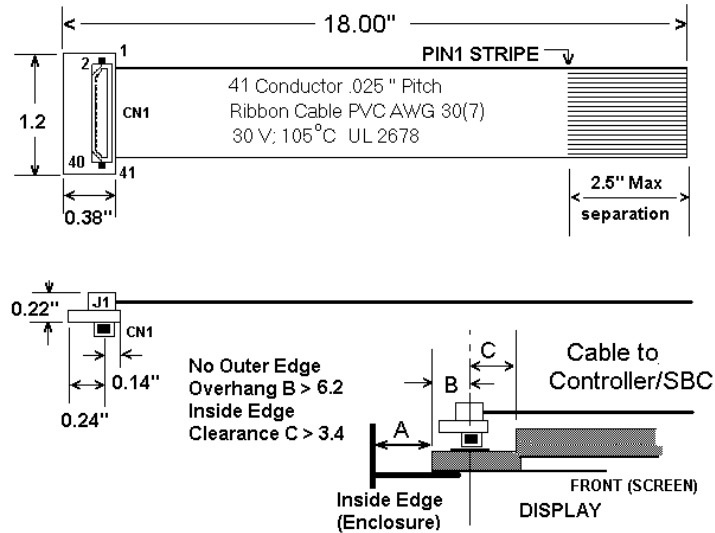 18.00"
1
2
PIN1 STRIPE
41 Conductor .025 " Pitch
Ribbon Cable PVC AWG 30(7)
30 V; 105°C UL 2678
CN1
1.2
40
41
0.38"
2.5" Max
separation
0.22"
J1
CN1
0.14"
0.24"
No Outer Edge
Overhang B > 6.2
Inside Edge
Clearance C > 3.4
A
B
C
Cable to
Controller/SBC
Inside Edge
(Enclosure)
FRONT (SCREEN)
DISPLAY